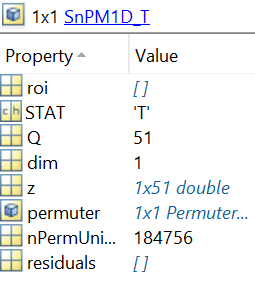 1x1 SnPM1D_T
Property Value
roi []
STAT 'T'
Q 51
dim 1
z 1x51 double
permuter 1x1 Permuter...
nPermUni... 184756
residuals []